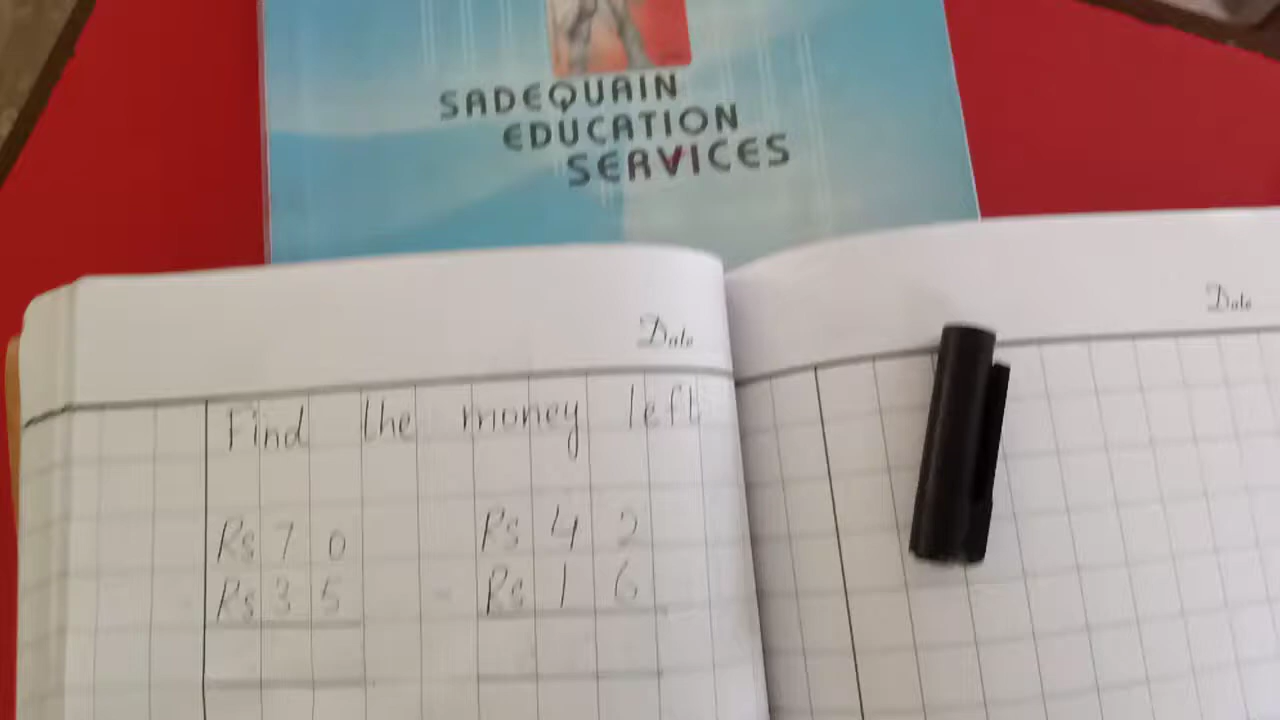 SADEQUAIN
EDUCATION
SERVICES
Date
Date
Find the money left
Rs 7 0 Rs 4 2
Rs 3 5 - Rs 1 6